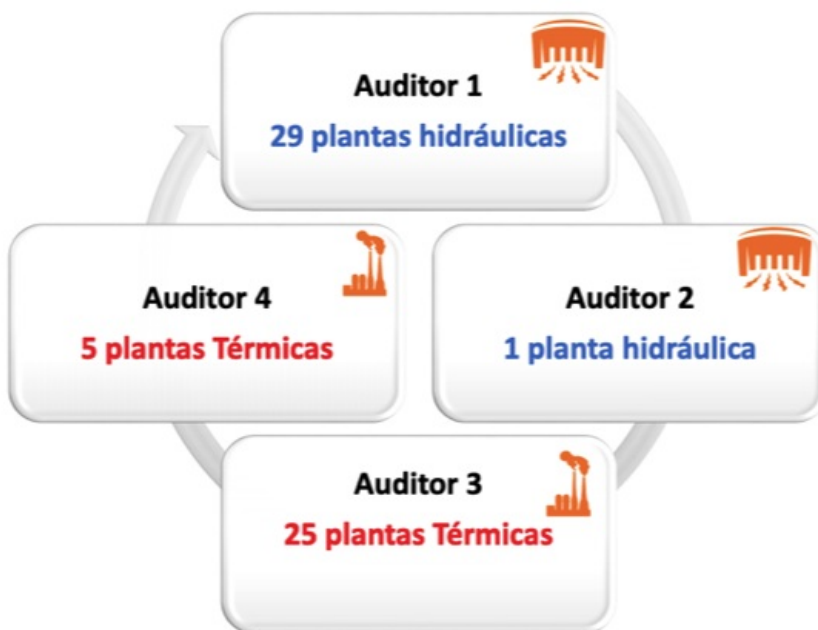 Auditor 1
29 plantas hidráulicas
Auditor 4
5 plantas Térmicas
Auditor 2
1 planta hidráulica
Auditor 3
25 plantas Térmicas